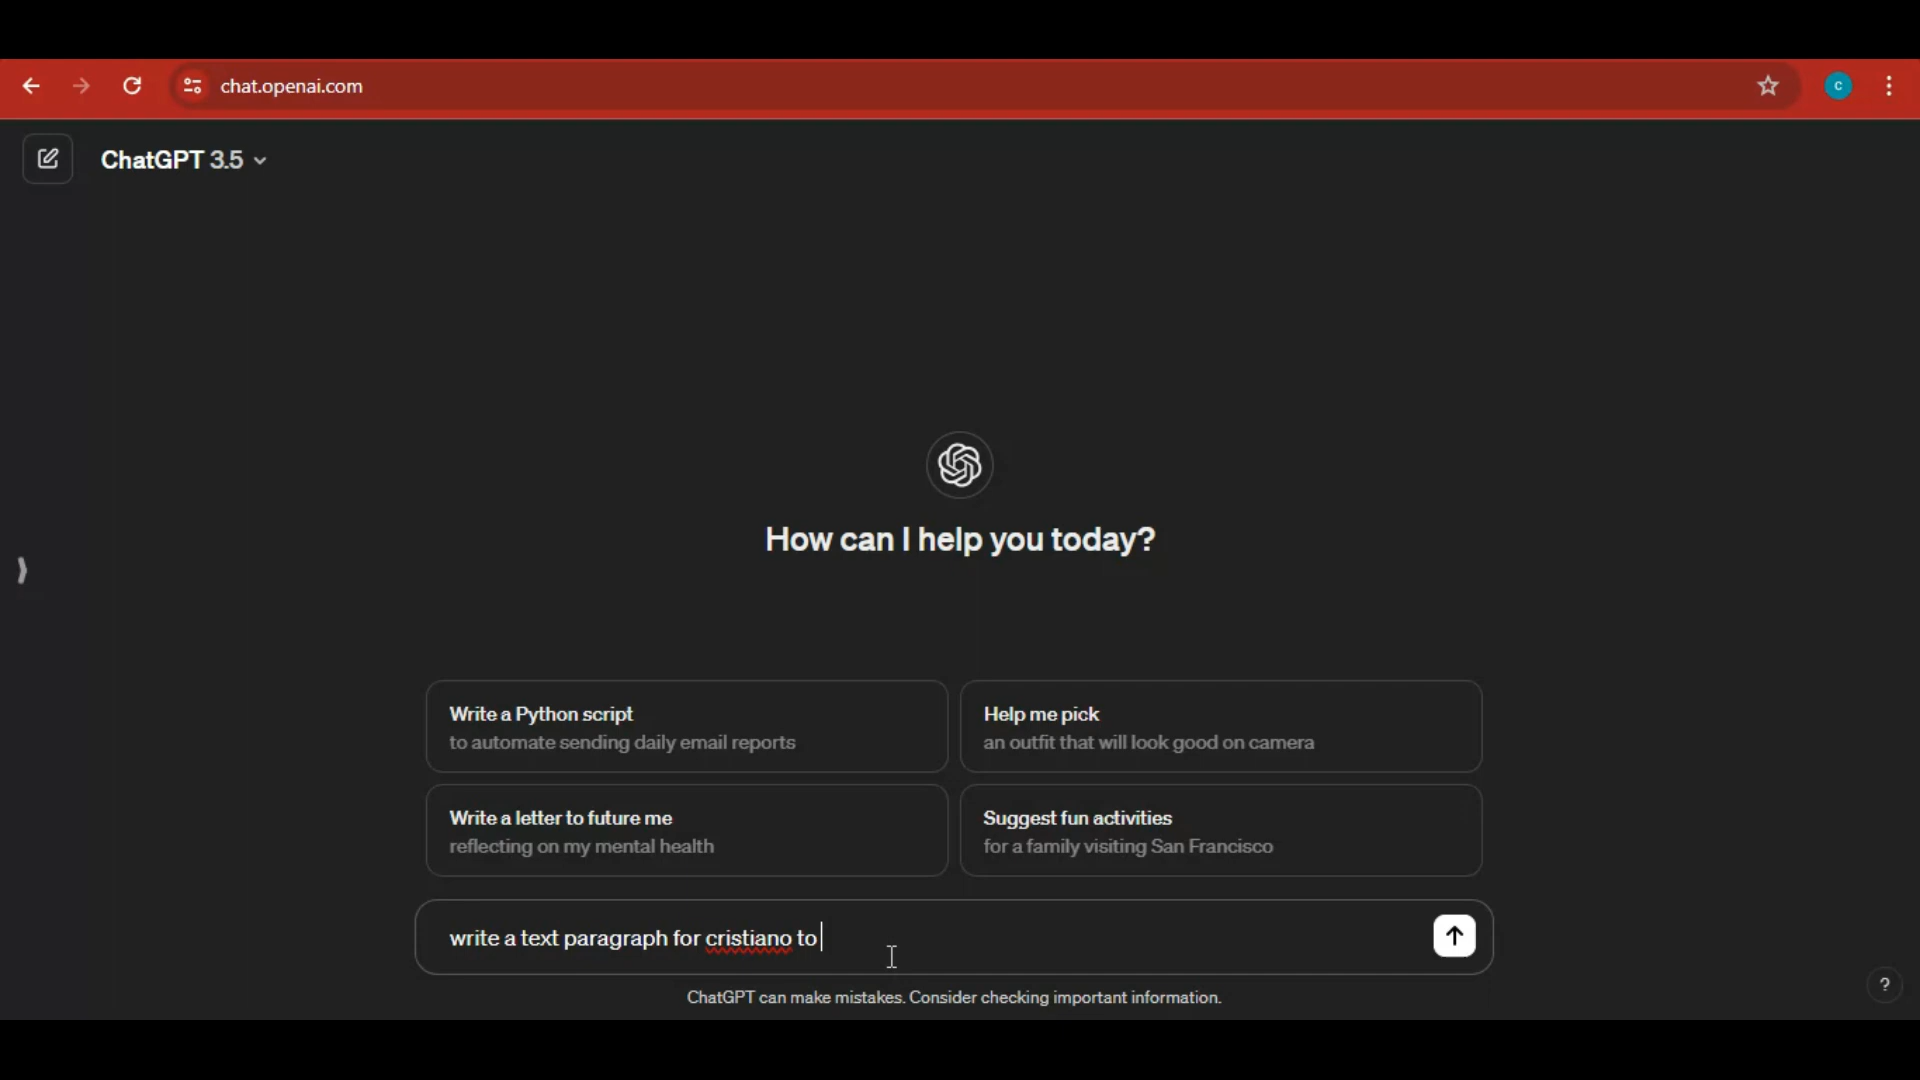 chat.openai.com
c
ChatGPT 3.5
How can I help you today?
Write a Python script
to automate sending daily email reports
Help me pick
an outfit that will look good on camera
Write a letter to future me
reflecting on my mental health
Suggest fun activities
for a family visiting San Francisco
write a text paragraph for cristiano to
ChatGPT can make mistakes. Consider checking important information.
?